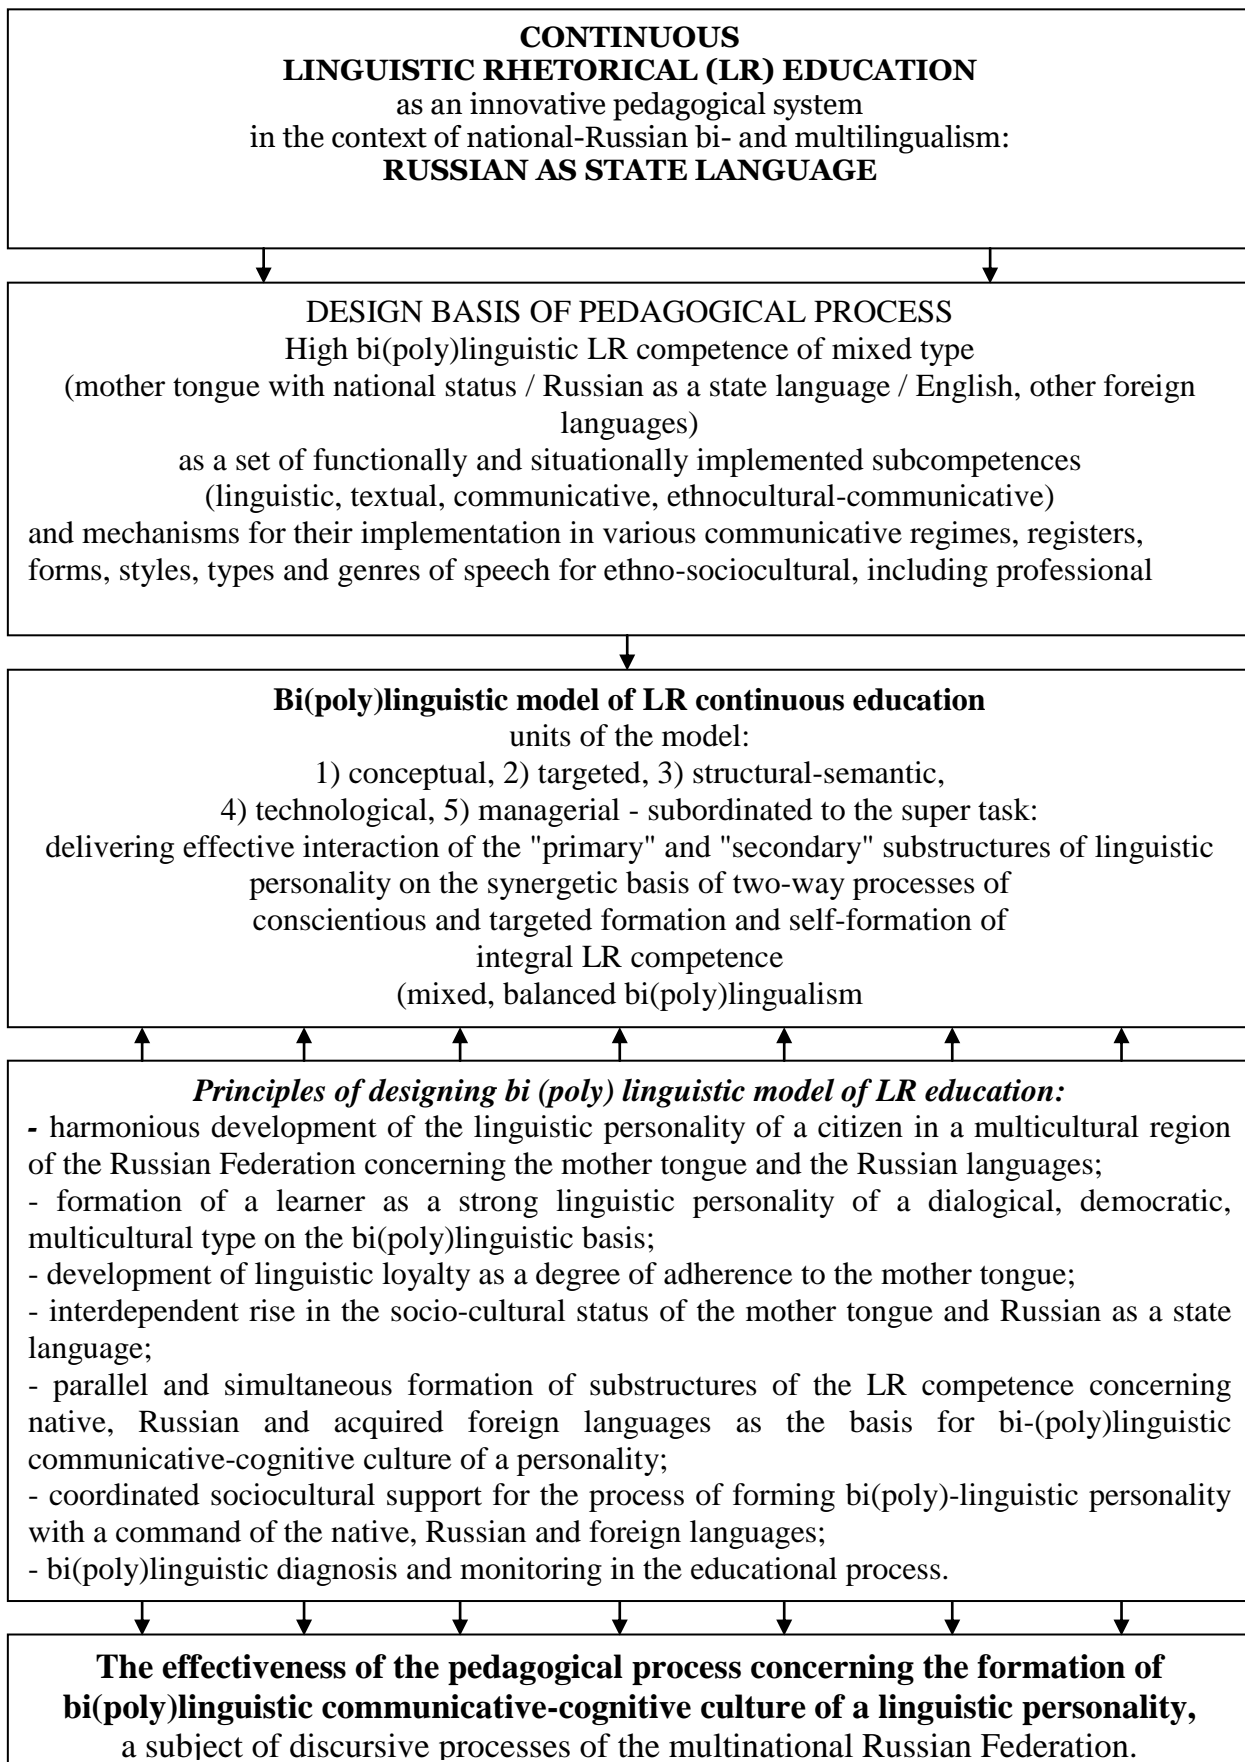 CONTINUOUS
LINGUISTIC RHETORICAL (LR) EDUCATION
as an innovative pedagogical system
in the context of national-Russian bi- and multilingualism:
RUSSIAN AS STATE LANGUAGE
DESIGN BASIS OF PEDAGOGICAL PROCESS
High bi(poly)linguistic LR competence of mixed type
(mother tongue with national status / Russian as a state language / English, other foreign
languages)
as a set of functionally and situationally implemented subcompetences
(linguistic, textual, communicative, ethnocultural-communicative)
and mechanisms for their implementation in various communicative regimes, registers,
forms, styles, types and genres of speech for ethno-sociocultural, including professional
Bi(poly)linguistic model of LR continuous education
units of the model:
1) conceptual, 2) targeted, 3) structural-semantic,
4) technological, 5) managerial - subordinated to the super task:
delivering effective interaction of the "primary" and "secondary" substructures of linguistic
personality on the synergetic basis of two-way processes of
conscientious and targeted formation and self-formation of
integral LR competence
(mixed, balanced bi(poly)lingualism
Principles of designing bi (poly) linguistic model of LR education:
- harmonious development of the linguistic personality of a citizen in a multicultural region
of the Russian Federation concerning the mother tongue and the Russian languages;
- formation of a learner as a strong linguistic personality of a dialogical, democratic,
multicultural type on the bi(poly)linguistic basis;
- development of linguistic loyalty as a degree of adherence to the mother tongue;
- interdependent rise in the socio-cultural status of the mother tongue and Russian as a state
language;
- parallel and simultaneous formation of substructures of the LR competence concerning
native, Russian and acquired foreign languages as the basis for bi-(poly)linguistic
communicative-cognitive culture of a personality;
- coordinated sociocultural support for the process of forming bi(poly)-linguistic personality
with a command of the native, Russian and foreign languages;
- bi(poly)linguistic diagnosis and monitoring in the educational process.
The effectiveness of the pedagogical process concerning the formation of
bi(poly)linguistic communicative-cognitive culture of a linguistic personality,
a subject of discursive processes of the multinational Russian Federation.